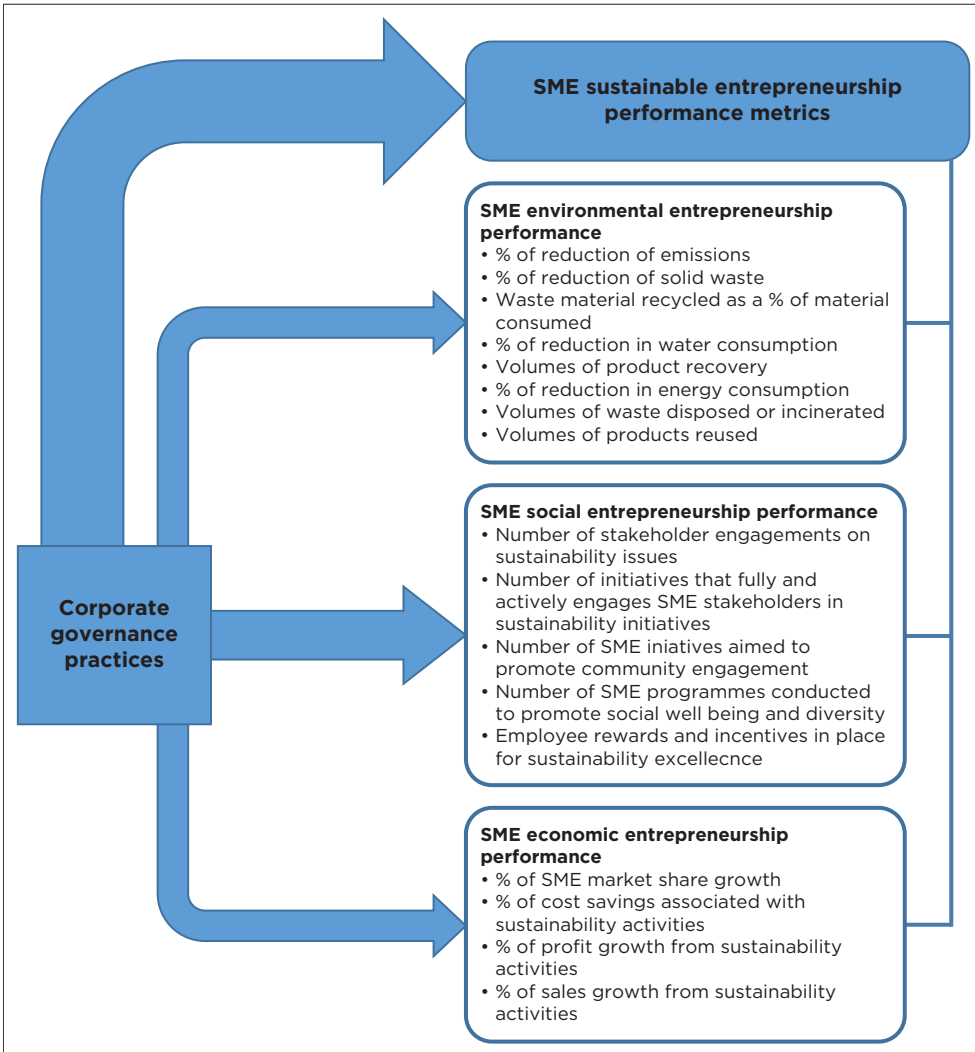 SME sustainable entrepreneurship
performance metrics
SME environmental entrepreneurship
performance
• % of reduction of emissions
• % of reduction of solid waste
• Waste material recycled as a % of material
consumed
• % of reduction in water consumption
• Volumes of product recovery
• % of reduction in energy consumption
• Volumes of waste disposed or incinerated
• Volumes of products reused
Corporate
governance
practices
SME social entrepreneurship performance
• Number of stakeholder engagements on
sustainability issues
• Number of initiatives that fully and
actively engages SME stakeholders in
sustainability initiatives
• Number of SME iniatives aimed to
promote community engagement
• Number of SME programmes conducted
to promote social well being and diversity
• Employee rewards and incentives in place
for sustainability excellecnce
SME economic entrepreneurship
performance
• % of SME market share growth
• % of cost savings associated with
sustainability activities
• % of profit growth from sustainability
activities
• % of sales growth from sustainability
activities